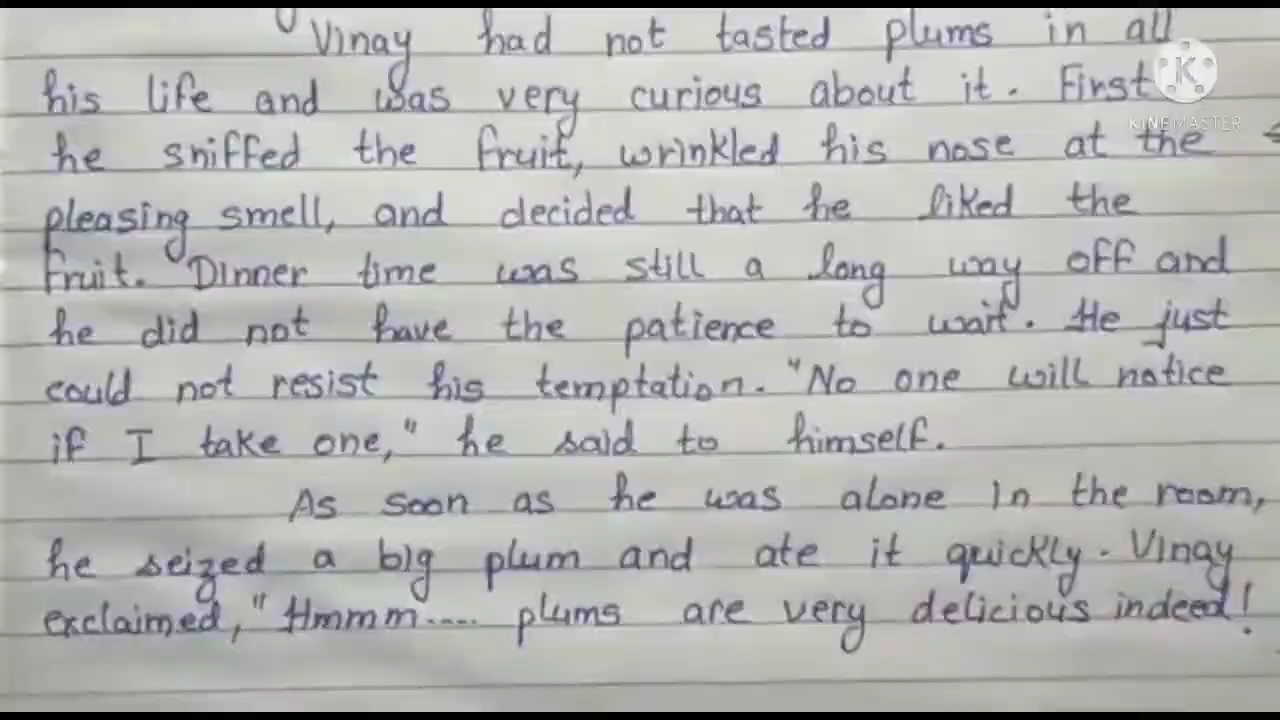 Vinay had not tasted plums in all
his life and was very curious about it. First
he sniffed the fruit, wrinkled his nose at the
pleasing smell, and decided that he liked the
fruit. Dinner time was still a long way off and
he did not have the patience to wait. He just
could not resist his temptation. "No one will notice
if I take one," he said to himself.
As soon as he was alone in the room,
he seized a big plum and ate it quickly. Vinay
exclaimed, "Hmmm.... plums are very delicious indeed!
K
KINEMASTER